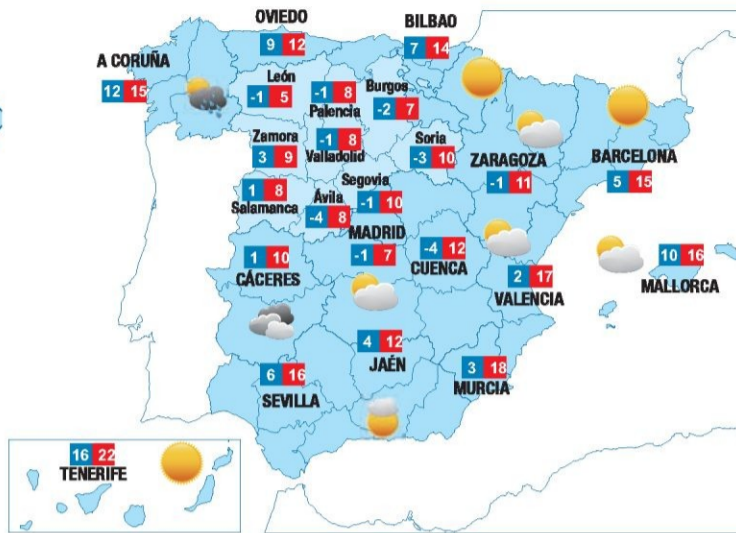 OVIEDO
9 12
BILBAO
7 14
A CORUÑA
12 15
León
-1 5
-1 8
Palencia
Burgos
-2 7
Zamora
3 9
-1 8
Valladolid
Soria
-3 10
ZARAGOZA
-1 11
BARCELONA
5 15
1 8
Salamanca
Ávila
-4 8
Segovia
-1 10
MADRID
-1 7
-4 12
CUENCA
1 10
CÁCERES
2 17
VALENCIA
10 16
MALLORCA
4 12
JAÉN
3 18
MURCIA
6 16
SEVILLA
16 22
TENERIFE